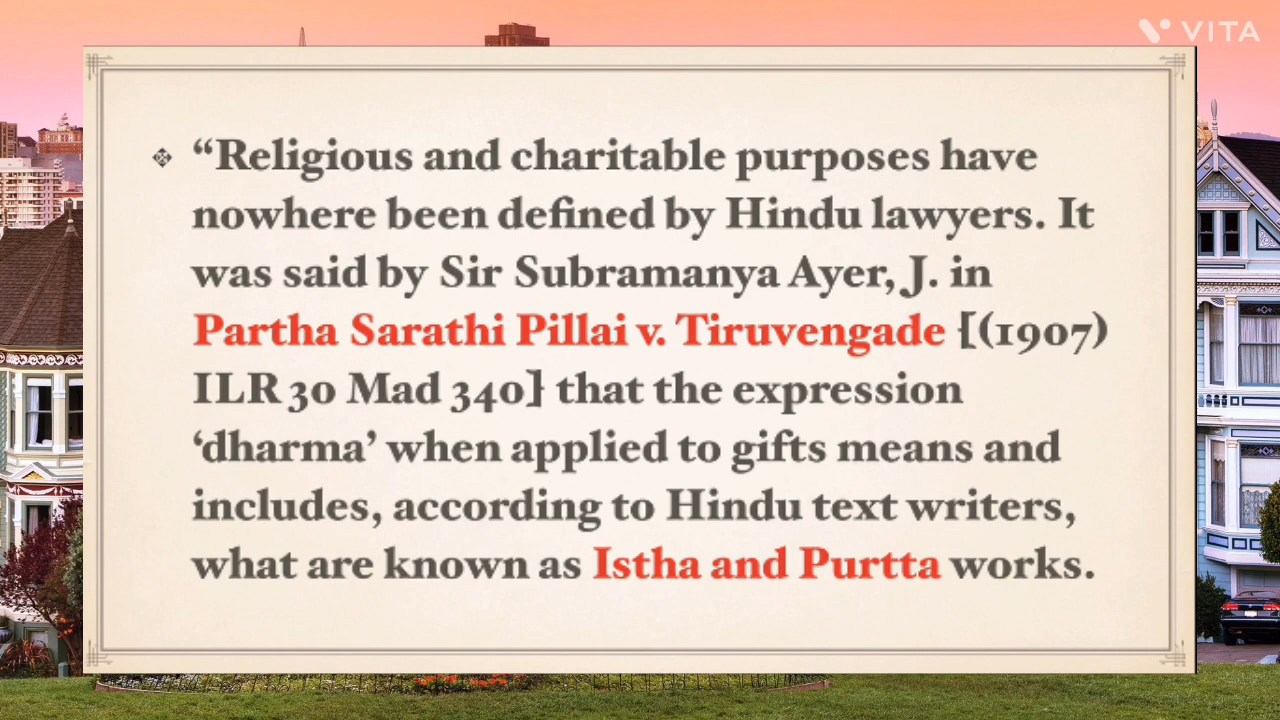 VITA
“Religious and charitable purposes have
nowhere been defined by Hindu lawyers. It
was said by Sir Subramanya Ayer, J. in
Partha Sarathi Pillai v. Tiruvengade {(1907)
ILR 30 Mad 340} that the expression
‘dharma’ when applied to gifts means and
includes, according to Hindu text writers,
what are known as Istha and Purtta works.